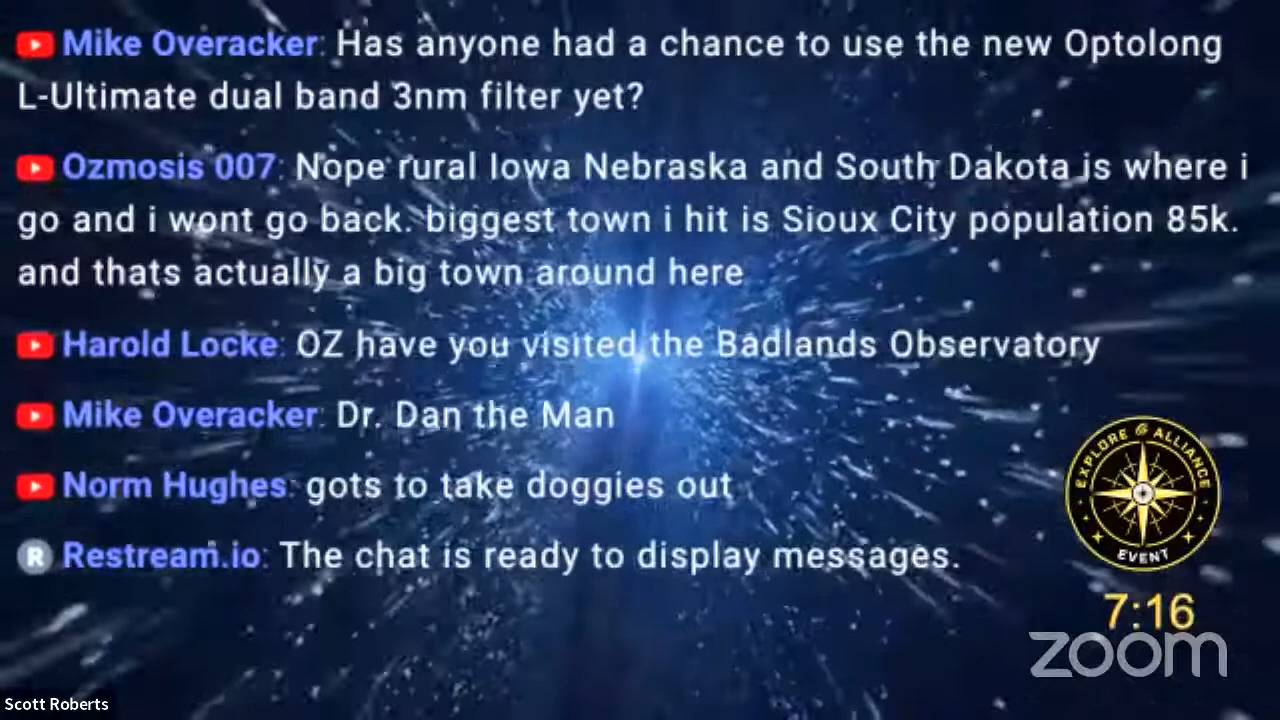 Mike Overacker: Has anyone had a chance to use the new Optolong
L-Ultimate dual band 3nm filter yet?
Ozmosis 007: Nope rural Iowa Nebraska and South Dakota is where i
go and i wont go back. biggest town i hit is Sioux City population 85k.
and thats actually a big town around here
Harold Locke: OZ have you visited the Badlands Observatory
Mike Overacker: Dr. Dan the Man
Norm Hughes: gots to take doggies out
R Restream.io: The chat is ready to display messages.
EXPLORE ALLIANCE
EVENT
7:16
zoom
Scott Roberts